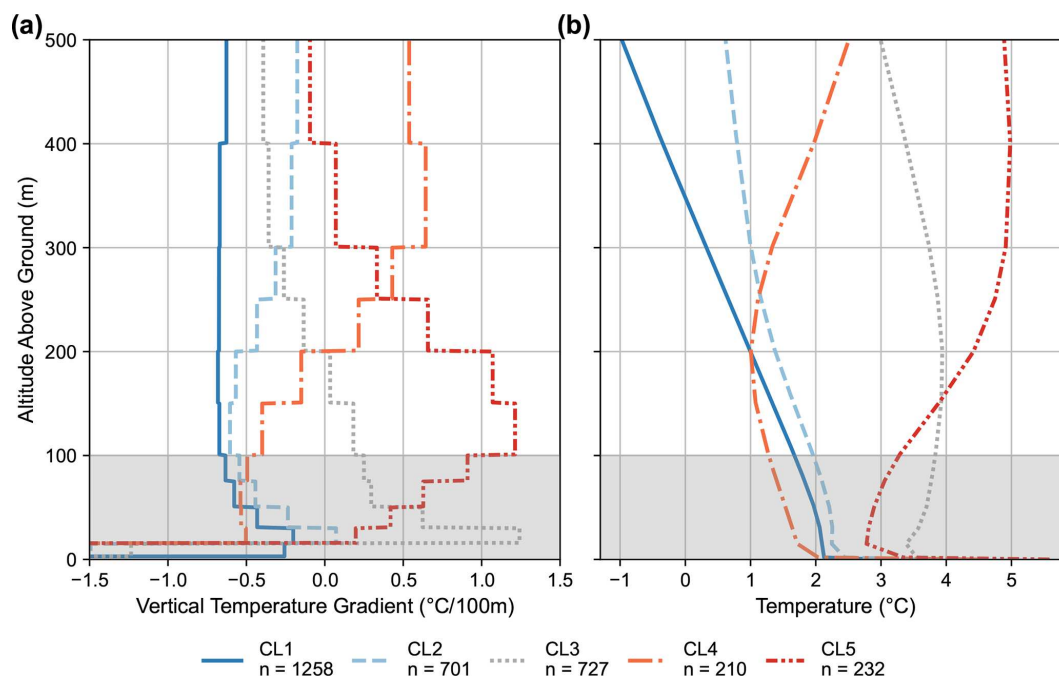 (a)
(b)
500
400
300
200
100
0
Altitude Above Ground (m)
−1.5 −1.0 −0.5 0.0 0.5 1.0 1.5
Vertical Temperature Gradient (°C/100m)
−1 0 1 2 3 4 5
Temperature (°C)
CL1 CL2 CL3 CL4 CL5
n = 1258 n = 701 n = 727 n = 210 n = 232